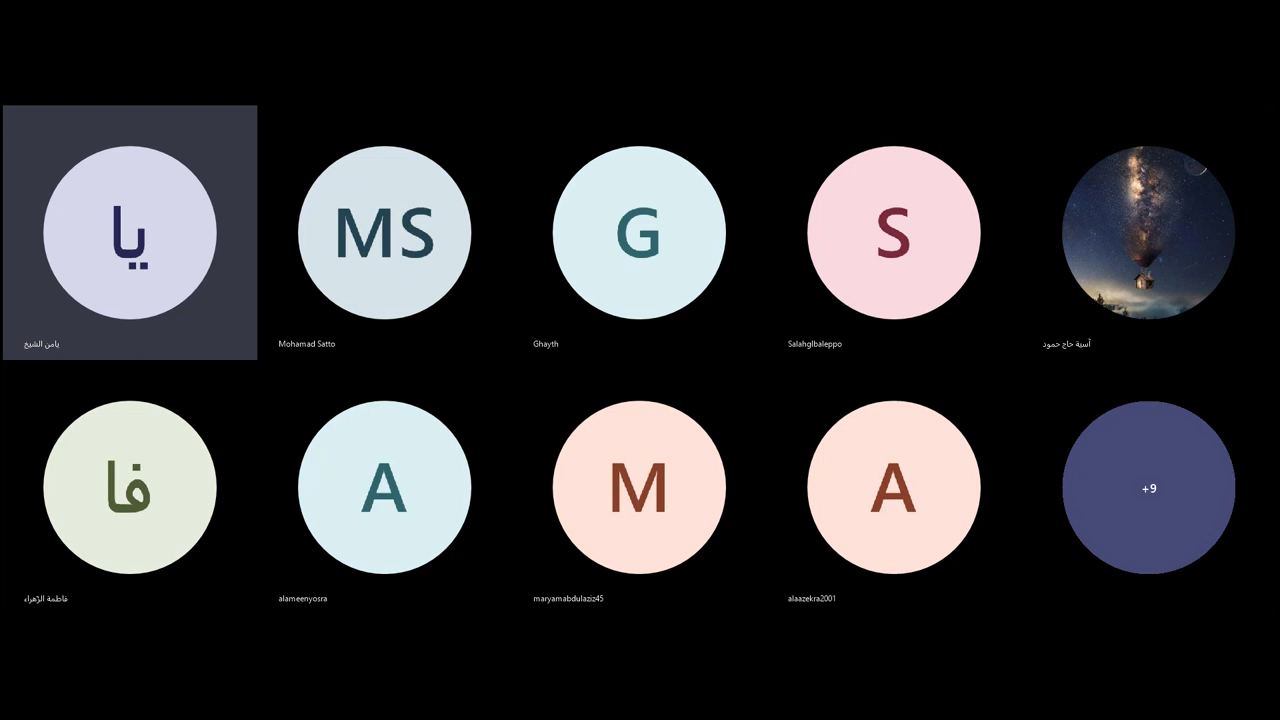 يا
MS
G
S
يامن الشيخ
Mohamad Satto
Ghayth
Salahglbaleppo
آسية حاج حمود
فا
A
M
A
+9
فاطمة الزهراء
alameenyosra
maryamabdulaziz45
alaazekra2001